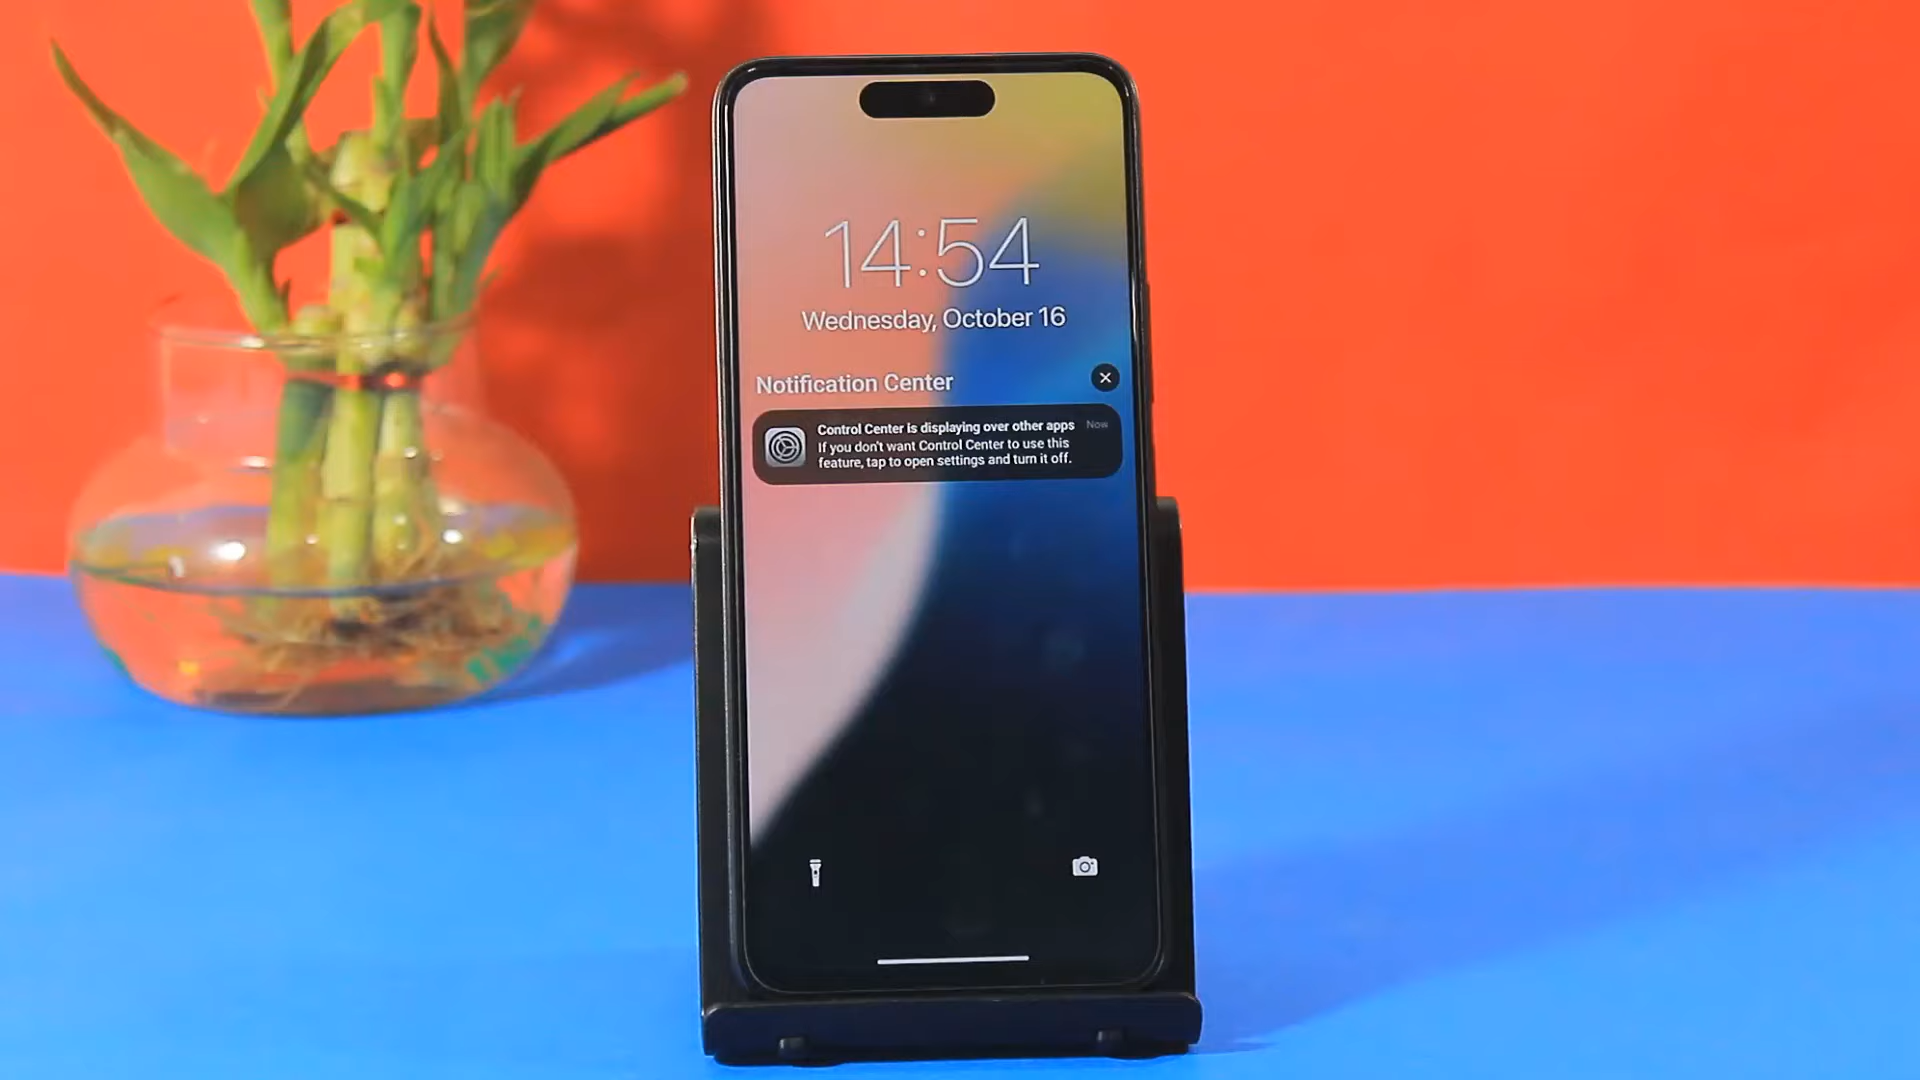 14:54
Wednesday, October 16
Notification Center
Control Center is displaying over other apps Now
If you don't want Control Center to use this
feature, tap to open settings and turn it off.